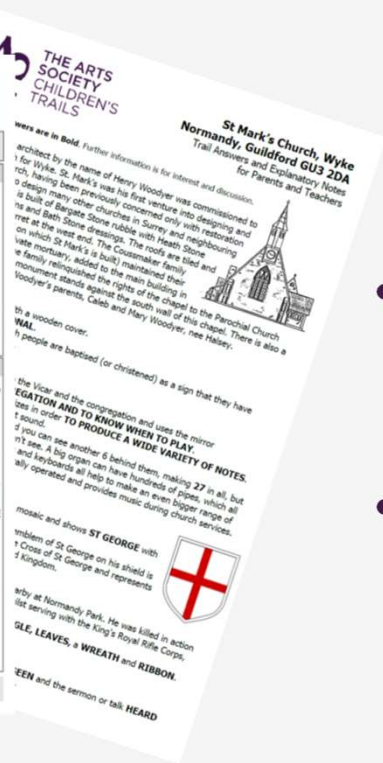 THE ARTS
SOCIETY
CHILDREN'S
TRAILS
St Mark's Church, Wyke
Normandy, Guildford GU3 2DA
Trail Answers and Explanatory Notes
for Parents and Teachers
wers are in Bold. Further information is for interest and discussion.
architect by the name of Henry Woodyer was commissioned to
for Wyke. St. Mark's was his first venture into designing and
rch, having been previously concerned only with restoration
to design many other churches in Surrey and neighbouring
is built of Bargate Stone rubble with Heath Stone
s and Bath Stone dressings. The roofs are tiled and
rret at the west end. The Coussmaker family
on which St Mark's is built) maintained their
vate mortuary, added to the main building in
e family relinquished the rights of the chapel to the Parochial Church
monument stands against the south wall of this chapel. There is also a
Woodyer's parents, Caleb and Mary Woodyer, nee Halsey.
th a wooden cover.
NAL.
h people are baptised (or christened) as a sign that they have
the Vicar and the congregation and uses the mirror
EGATION AND TO KNOW WHEN TO PLAY.
izes in order TO PRODUCE A WIDE VARIETY OF NOTES.
t sound.
d you can see another 6 behind them, making 27 in all, but
n't see. A big organ can have hundreds of pipes, which all
and keyboards all help to make an even bigger range of
ally operated and provides music during church services.
mosaic and shows ST GEORGE with
emblem of St George on his shield is
Cross of St George and represents
d Kingdom.
arby at Normandy Park. He was killed in action
ilst serving with the King's Royal Rifle Corps,
GLE, LEAVES, a WREATH and RIBBON.
EEN and the sermon or talk HEARD